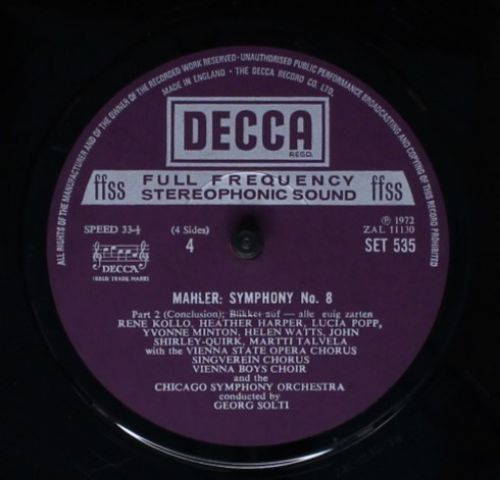 ALL RIGHTS OF THE MANUFACTURER AND OF THE OWNER OF THE RECORDED WORK RESERVED · UNAUTHORISED PUBLIC PERFORMANCE BROADCASTING AND COPYING OF THIS RECORD PROHIBITED
MADE IN ENGLAND · THE DECCA RECORD CO. LTD.
DECCA
REGD.
ffss FULL FREQUENCY ffss
STEREOPHONIC SOUND
SPEED 33⅓ (4 Sides) ℗ 1972
4 ZAL 11130
SET 535
DECCA
(REGD. TRADE MARK)
MAHLER: SYMPHONY No. 8
Part 2 (Conclusion); Blikket auf — alle euig zarten
RENE KOLLO, HEATHER HARPER, LUCIA POPP,
YVONNE MINTON, HELEN WATTS, JOHN
SHIRLEY-QUIRK, MARTTI TALVELA
with the VIENNA STATE OPERA CHORUS
SINGVEREIN CHORUS
VIENNA BOYS CHOIR
and the
CHICAGO SYMPHONY ORCHESTRA
conducted by
GEORG SOLTI